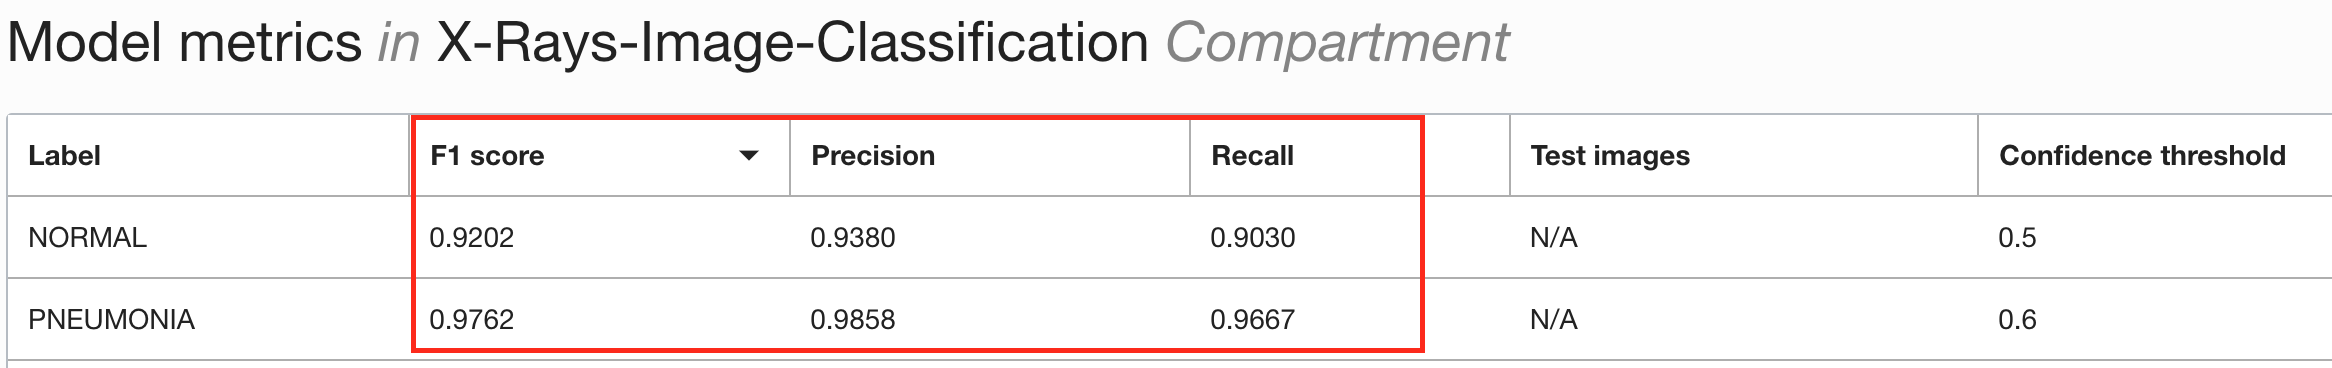 Model metrics in X-Rays-Image-Classification Compartment
Label F1 score Precision Recall Test images Confidence threshold
NORMAL 0.9202 0.9380 0.9030 N/A 0.5
PNEUMONIA 0.9762 0.9858 0.9667 N/A 0.6